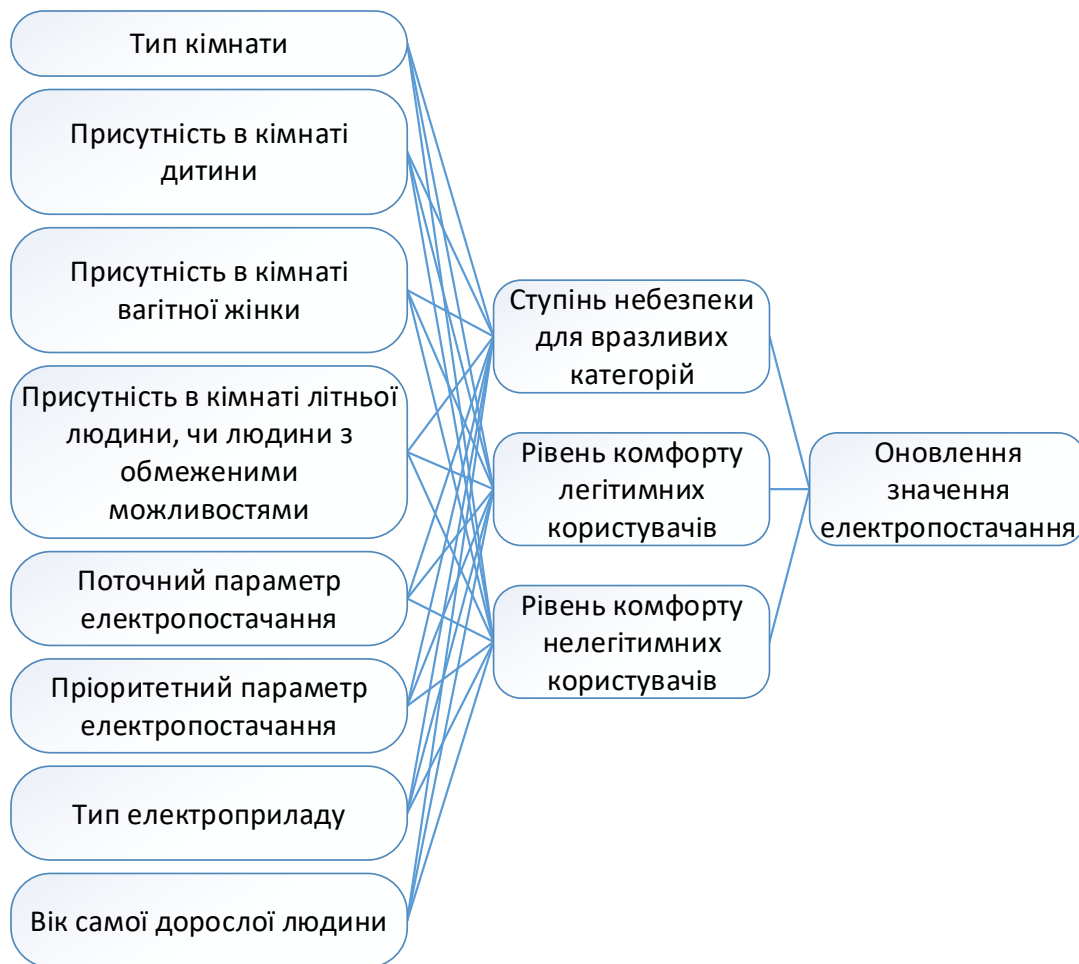 Тип кімнати
Присутність в кімнаті
дитини
Присутність в кімнаті
вагітної жінки
Присутність в кімнаті літньої
людини, чи людини з
обмеженими
можливостями
Поточний параметр
електропостачання
Пріоритетний параметр
електропостачання
Тип електроприладу
Вік самої дорослої людини
Ступінь небезпеки
для вразливих
категорій
Рівень комфорту
легітимних
користувачів
Рівень комфорту
нелегітимних
користувачів
Оновлення
значення
електропостачання